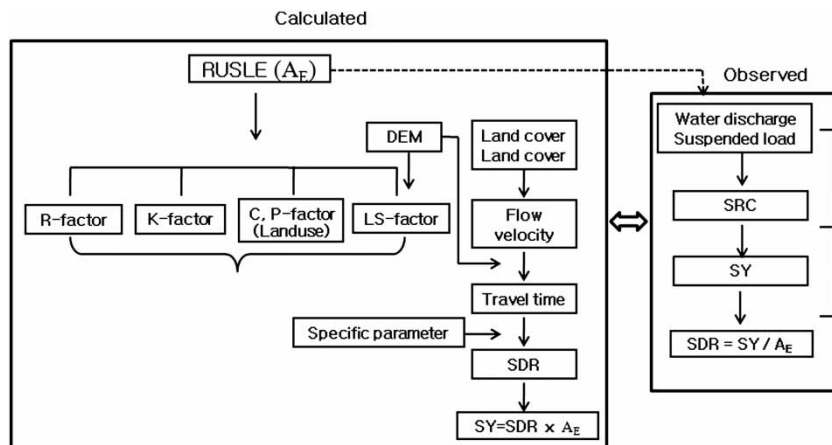 Calculated
RUSLE (A_E)
Observed
DEM
Land cover
Land cover
Water discharge
Suspended load
R-factor
K-factor
C, P-factor
(Landuse)
LS-factor
Flow
velocity
SRC
SY
Travel time
Specific parameter
SDR
SDR = SY / A_E
SY=SDR x A_E